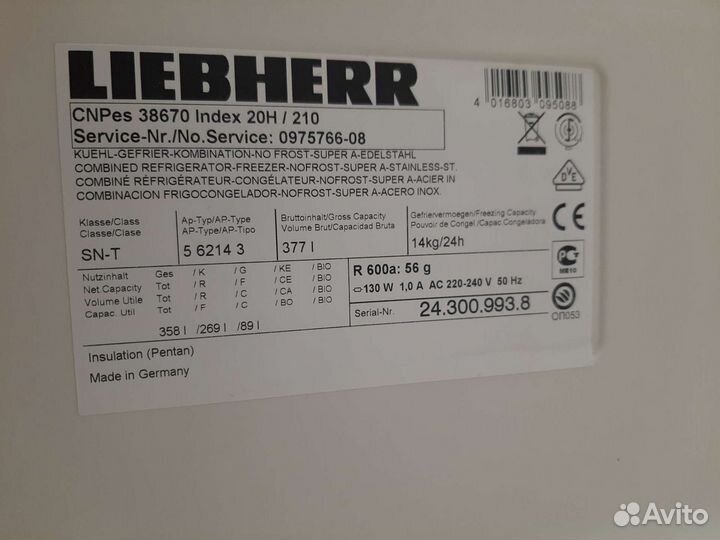 LIEBHERR
CNPes 38670 Index 20H / 210
Service-Nr./No.Service: 0975766-08
4 016803 095088
KUEHL-GEFRIER-KOMBINATION-NO FROST-SUPER A-EDELSTAHL
COMBINED REFRIGERATOR-FREEZER-NOFROST-SUPER A-STAINLESS-ST.
COMBINÉ RÉFRIGÉRATEUR-CONGÉLATEUR-NOFROST-SUPER A-ACIER IN
COMBINACION FRIGOCONGELADOR-NOFROST-SUPER A-ACERO INOX.
DVE
CE
Klasse/Class
Classe/Clase
SN-T
Ap-Typ/AP-Type
AP-Type/AP-Tipo
5 6214 3
Bruttoinhalt/Gross Capacity
Volume Brut/Capacidad Bruta
377 l
Gefriervermoegen/Freezing Capacity
Pouvoir de Congel./Capac.Congeladora
14kg/24h
Nutzinhalt Ges / K / G / KE / BIO
Net.Capacity Tot / R / F / CE / BIO
Volume Utile Tot / R / C / CA / BIO
Capac. Util Tot / F / C / BO / BIO
358 l /269 l /89 l
R 600a: 56 g
130 W 1,0 A AC 220-240 V 50 Hz
Serial-Nr. 24.300.993.8
ME10
ОП053
Insulation (Pentan)
Made in Germany
Avito